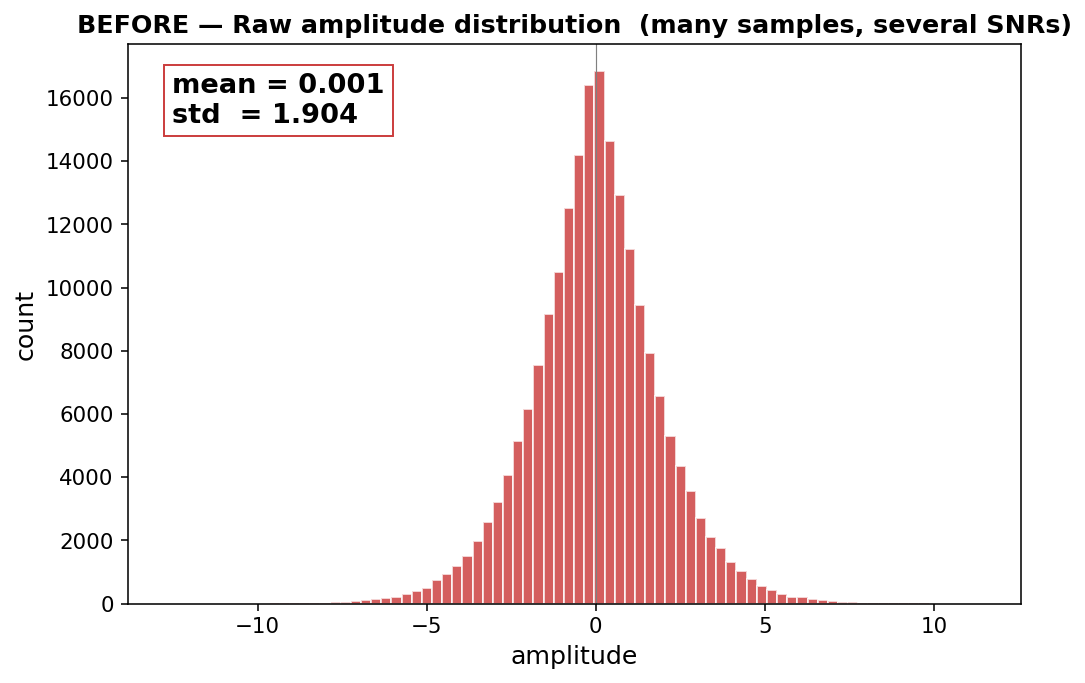 BEFORE — Raw amplitude distribution  (many samples, several SNRs)
mean = 0.001
std  = 1.904
count
16000
14000
12000
10000
8000
6000
4000
2000
0
−10 −5 0 5 10
amplitude